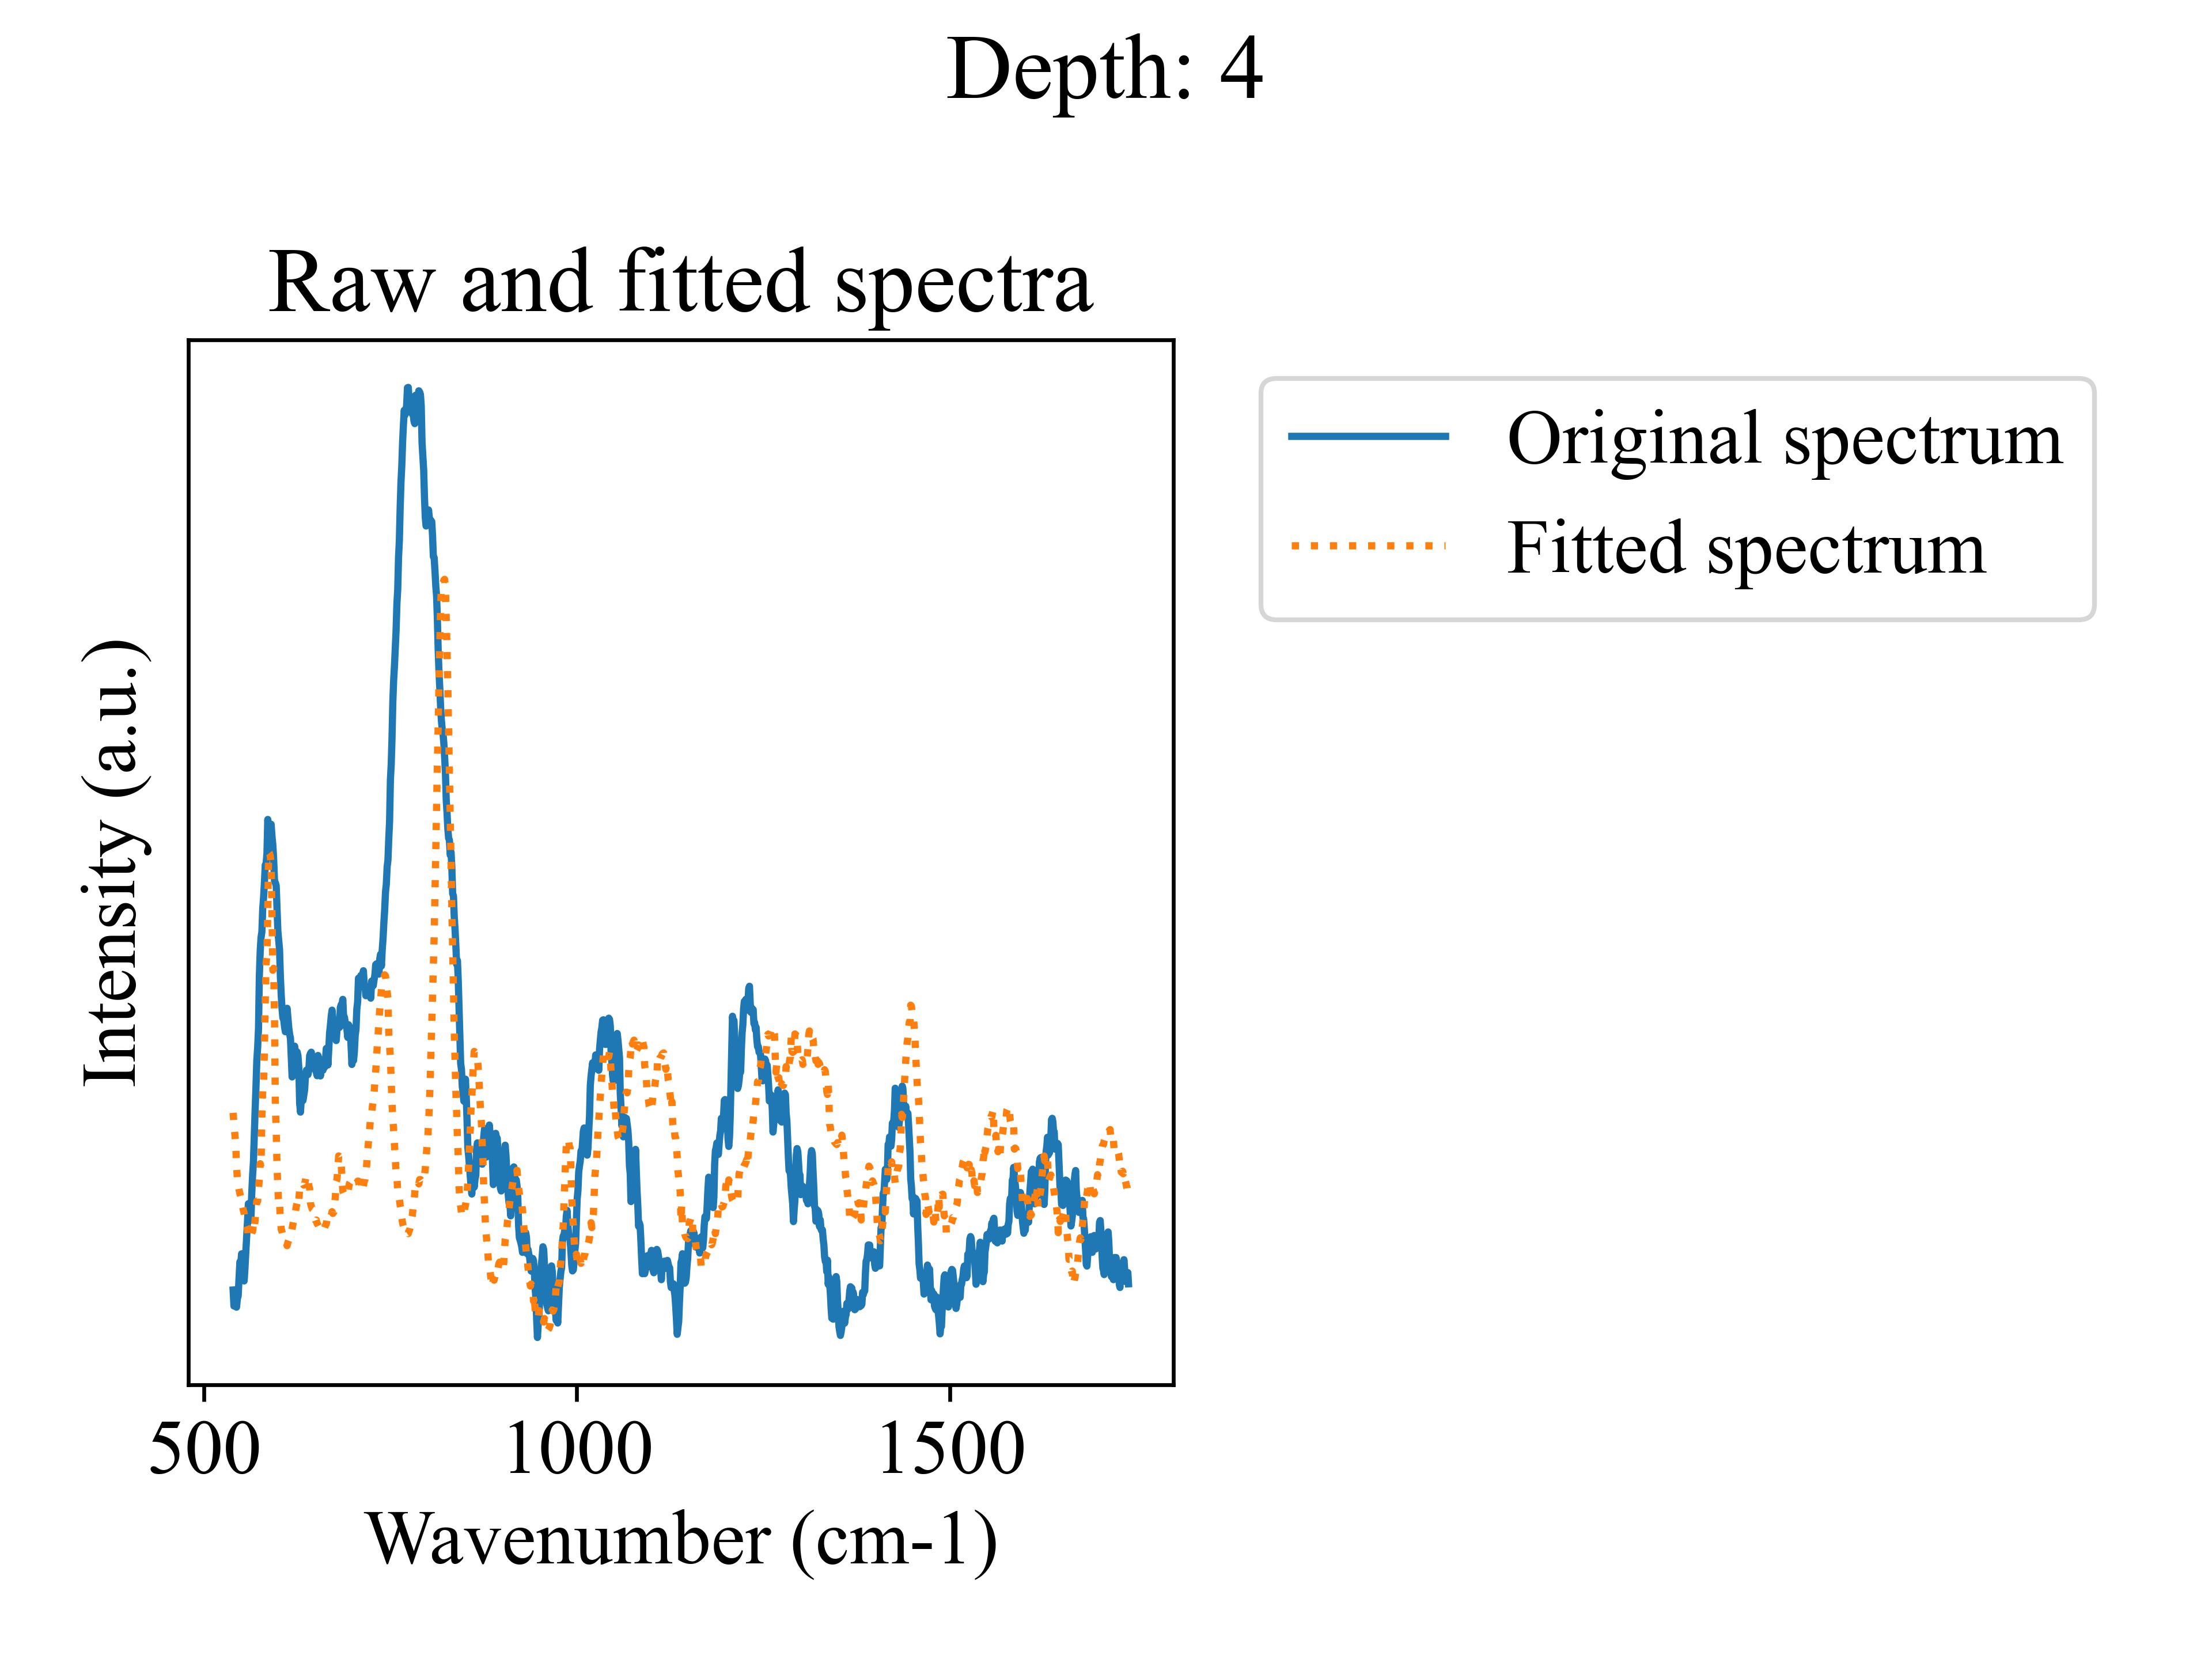 Depth: 4
Raw and fitted spectra
Original spectrum
Fitted spectrum
Intensity (a.u.)
500 1000 1500
Wavenumber (cm-1)